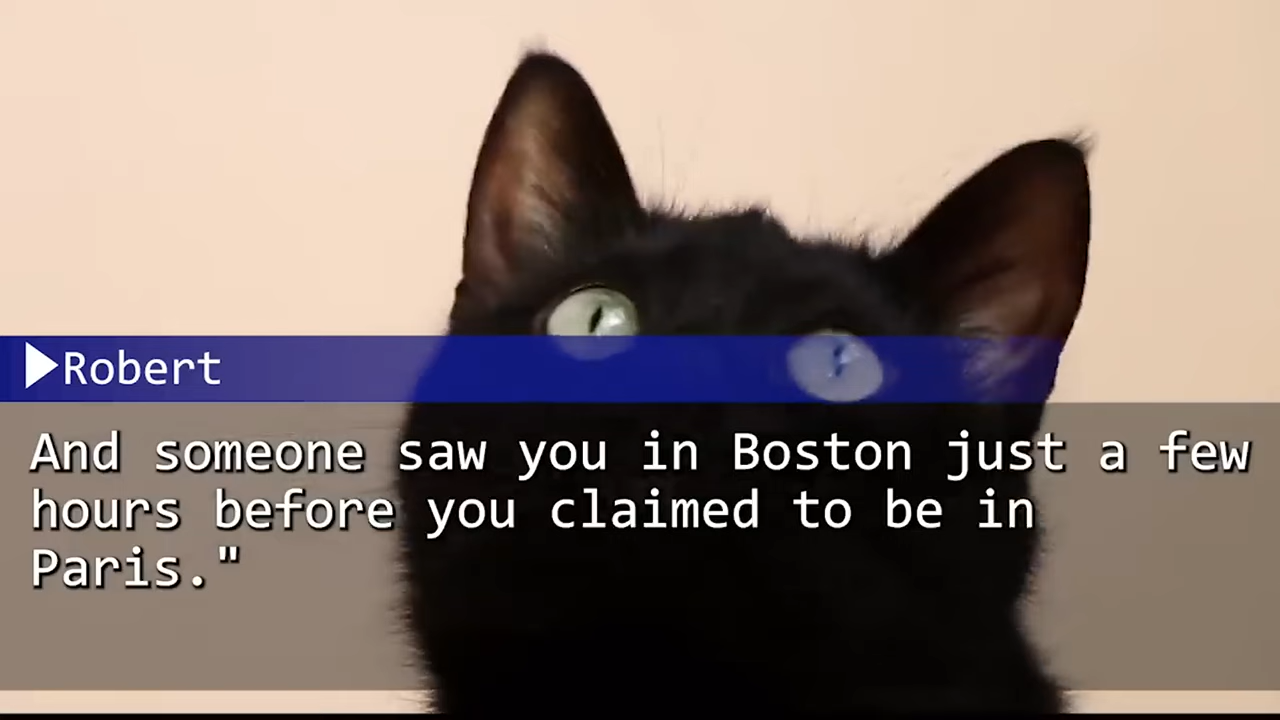 Robert
And someone saw you in Boston just a few
hours before you claimed to be in
Paris."